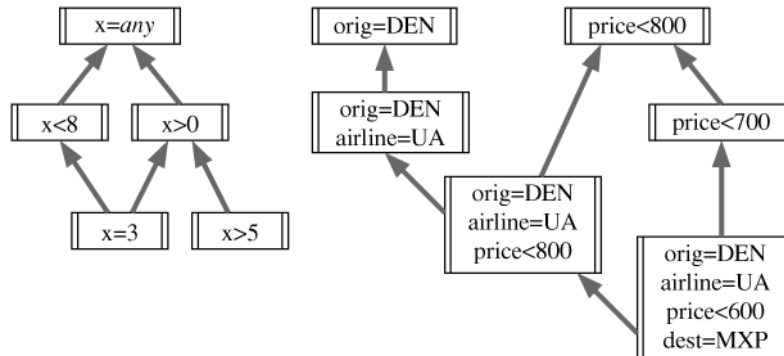 x=any
x<8
x>0
x=3
x>5
orig=DEN
orig=DEN
airline=UA
price<800
price<700
orig=DEN
airline=UA
price<800
orig=DEN
airline=UA
price<600
dest=MXP